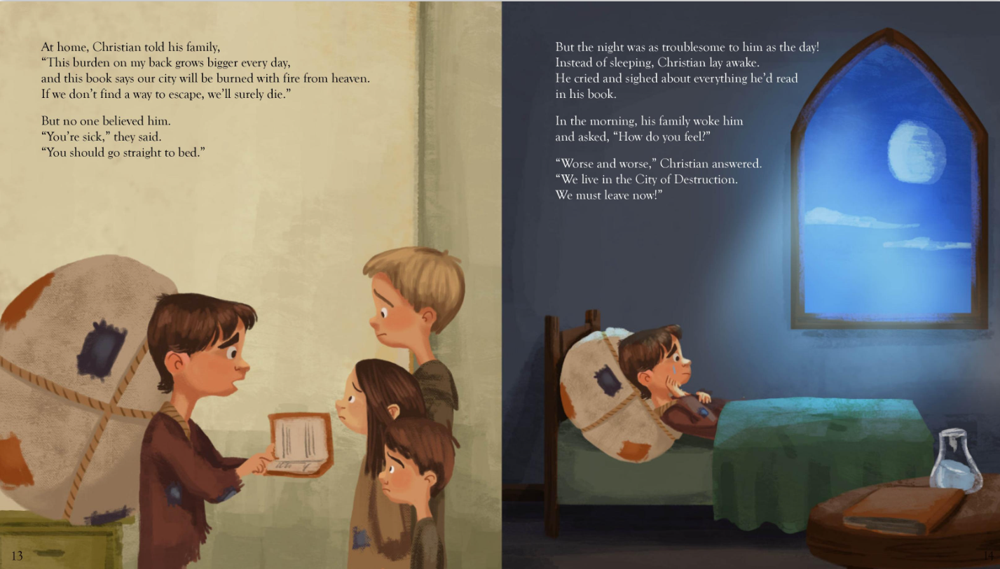 At home, Christian told his family,
“This burden on my back grows bigger every day,
and this book says our city will be burned with fire from heaven.
If we don’t find a way to escape, we’ll surely die.”
But no one believed him.
“You’re sick,” they said.
“You should go straight to bed.”
13
But the night was as troublesome to him as the day!
Instead of sleeping, Christian lay awake.
He cried and sighed about everything he’d read
in his book.
In the morning, his family woke him
and asked, “How do you feel?”
“Worse and worse,” Christian answered.
“We live in the City of Destruction.
We must leave now!”
14